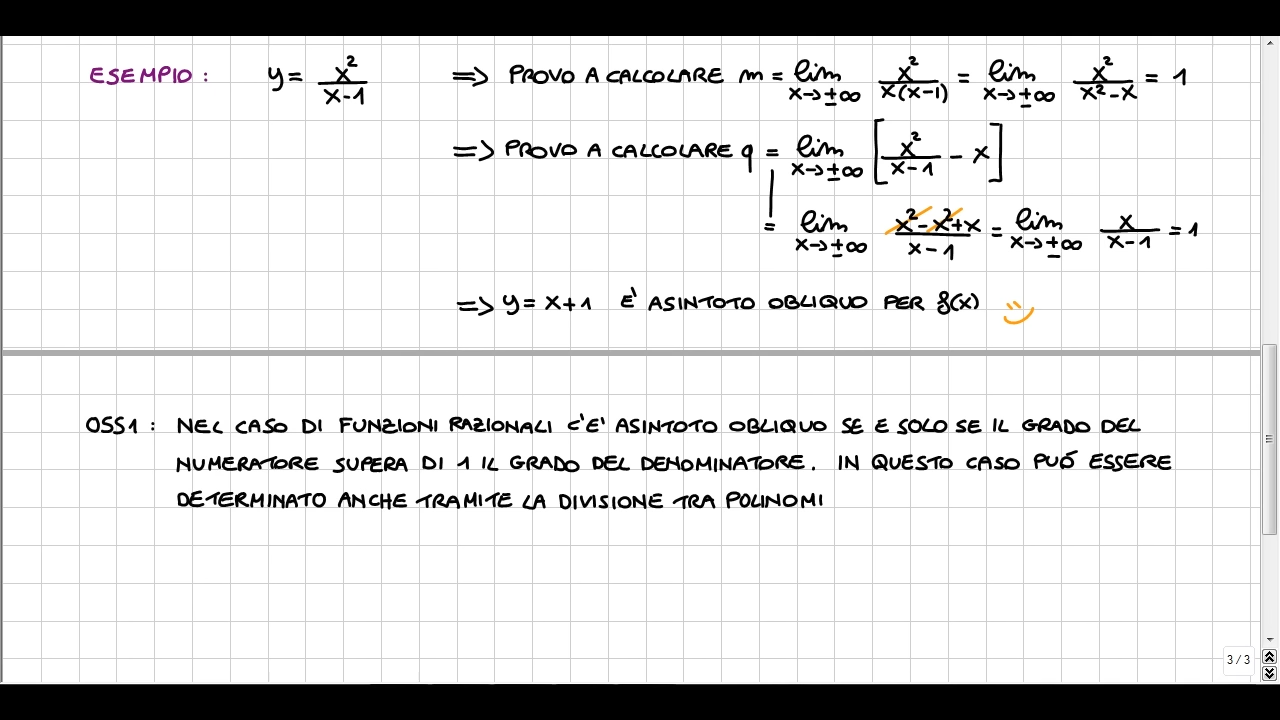 ESEMPIO: y = x²/(x-1) => PROVO A CALCOLARE m = lim x→±∞ x²/(x(x-1)) = lim x→±∞ x²/(x²-x) = 1
=> PROVO A CALCOLARE q = lim x→±∞ [x²/(x-1) - x]
= lim x→±∞ (x²-x²+x)/(x-1) = lim x→±∞ x/(x-1) = 1
=> y = x+1 E' ASINTOTO OBLIQUO PER f(x)
OSS1: NEL CASO DI FUNZIONI RAZIONALI C'E' ASINTOTO OBLIQUO SE E SOLO SE IL GRADO DEL
NUMERATORE SUPERA DI 1 IL GRADO DEL DENOMINATORE. IN QUESTO CASO PUÓ ESSERE
DETERMINATO ANCHE TRAMITE LA DIVISIONE TRA POLINOMI
3/3